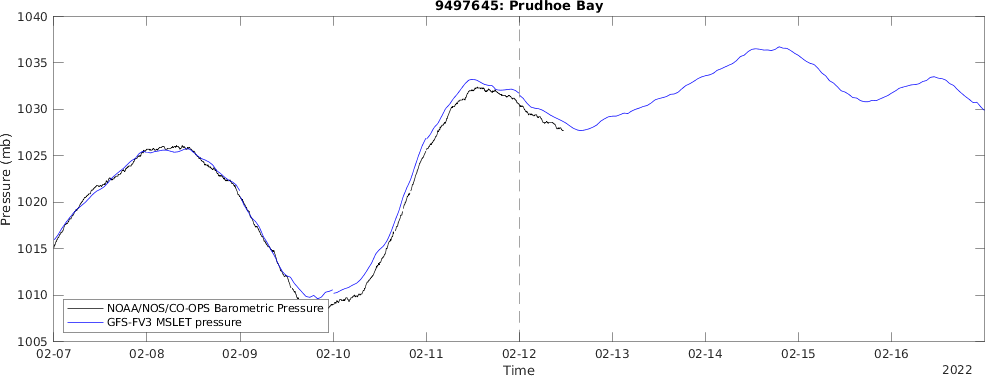 9497645: Prudhoe Bay
1040
1035
1030
1025
1020
1015
1010
1005
Pressure (mb)
NOAA/NOS/CO-OPS Barometric Pressure
GFS-FV3 MSLET pressure
02-07 02-08 02-09 02-10 02-11 02-12 02-13 02-14 02-15 02-16
Time
2022